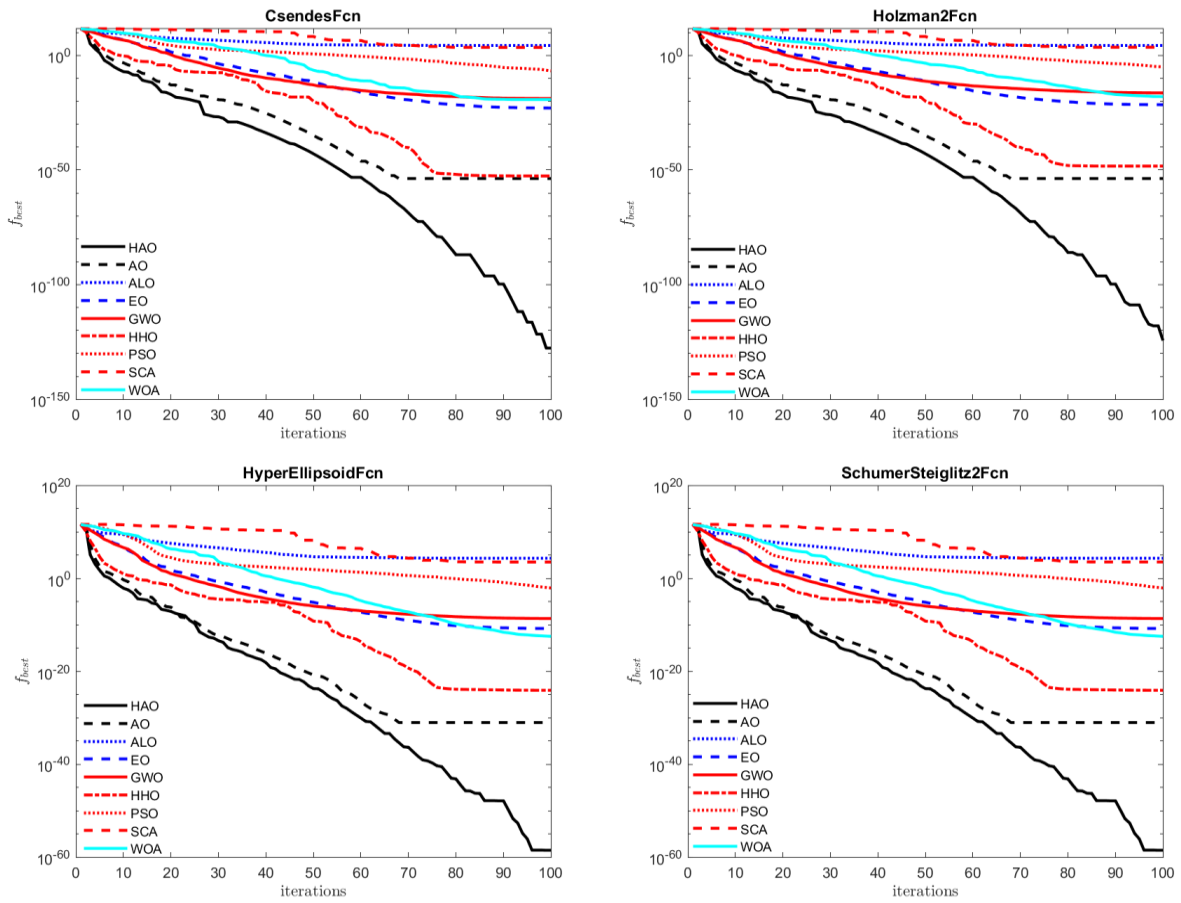 CsendesFcn
10^0
10^-50
10^-100
10^-150
f_best
HAO
AO
ALO
EO
GWO
HHO
PSO
SCA
WOA
0 10 20 30 40 50 60 70 80 90 100
iterations
Holzman2Fcn
10^0
10^-50
10^-100
10^-150
f_best
HAO
AO
ALO
EO
GWO
HHO
PSO
SCA
WOA
0 10 20 30 40 50 60 70 80 90 100
iterations
HyperEllipsoidFcn
10^20
10^0
10^-20
10^-40
10^-60
f_best
HAO
AO
ALO
EO
GWO
HHO
PSO
SCA
WOA
0 10 20 30 40 50 60 70 80 90 100
iterations
SchumerSteiglitz2Fcn
10^20
10^0
10^-20
10^-40
10^-60
f_best
HAO
AO
ALO
EO
GWO
HHO
PSO
SCA
WOA
0 10 20 30 40 50 60 70 80 90 100
iterations